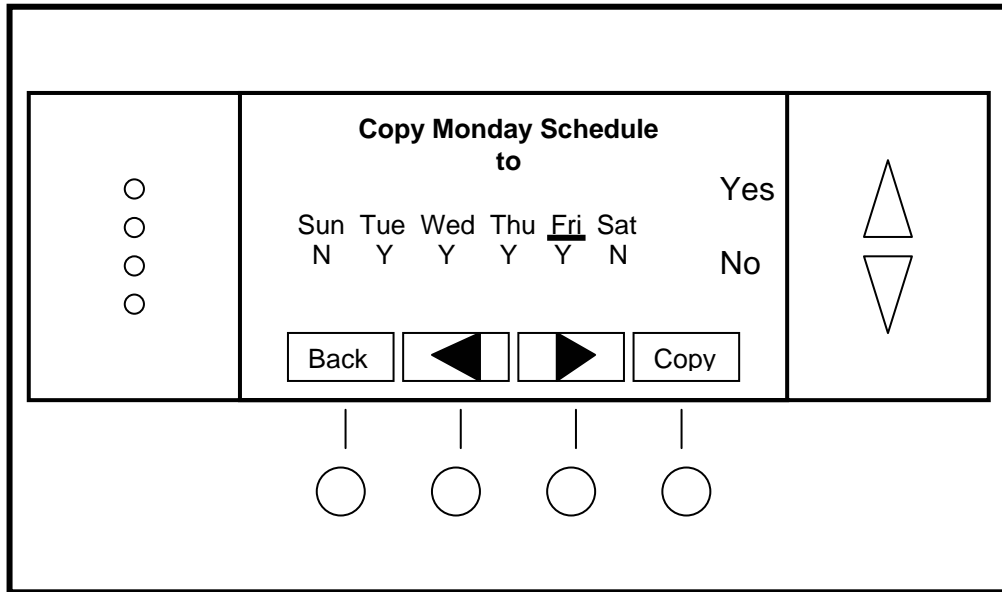 Copy Monday Schedule
to
Yes
Sun Tue Wed Thu Fri Sat
N Y Y Y Y N
No
Back Copy